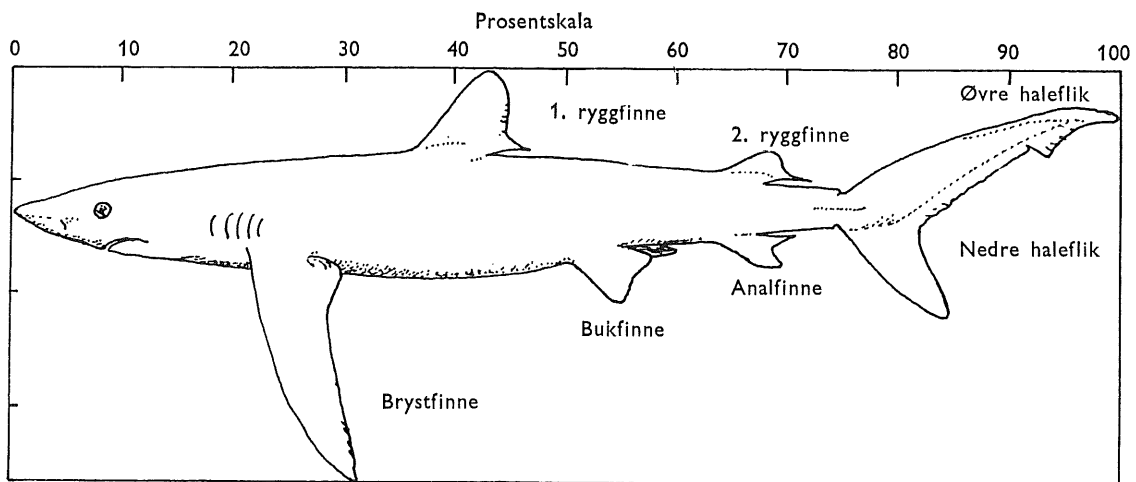 Prosentskala
0 10 20 30 40 50 60 70 80 90 100
Øvre haleflik
1. ryggfinne
2. ryggfinne
Nedre haleflik
Analfinne
Bukfinne
Brystfinne